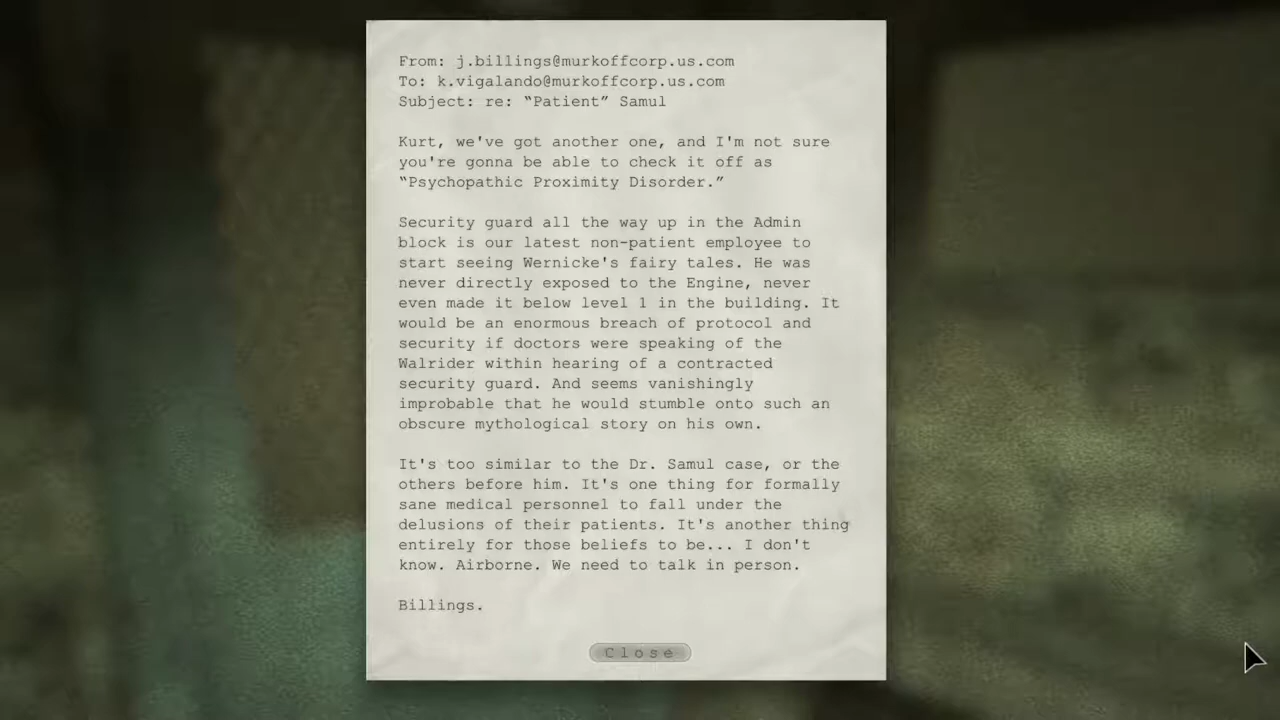 From: j.billings@murkoffcorp.us.com
To: k.vigalando@murkoffcorp.us.com
Subject: re: “Patient” Samul
Kurt, we've got another one, and I'm not sure
you're gonna be able to check it off as
“Psychopathic Proximity Disorder.”
Security guard all the way up in the Admin
block is our latest non-patient employee to
start seeing Wernicke's fairy tales. He was
never directly exposed to the Engine, never
even made it below level 1 in the building. It
would be an enormous breach of protocol and
security if doctors were speaking of the
Walrider within hearing of a contracted
security guard. And seems vanishingly
improbable that he would stumble onto such an
obscure mythological story on his own.
It's too similar to the Dr. Samul case, or the
others before him. It's one thing for formally
sane medical personnel to fall under the
delusions of their patients. It's another thing
entirely for those beliefs to be... I don't
know. Airborne. We need to talk in person.
Billings.
Close